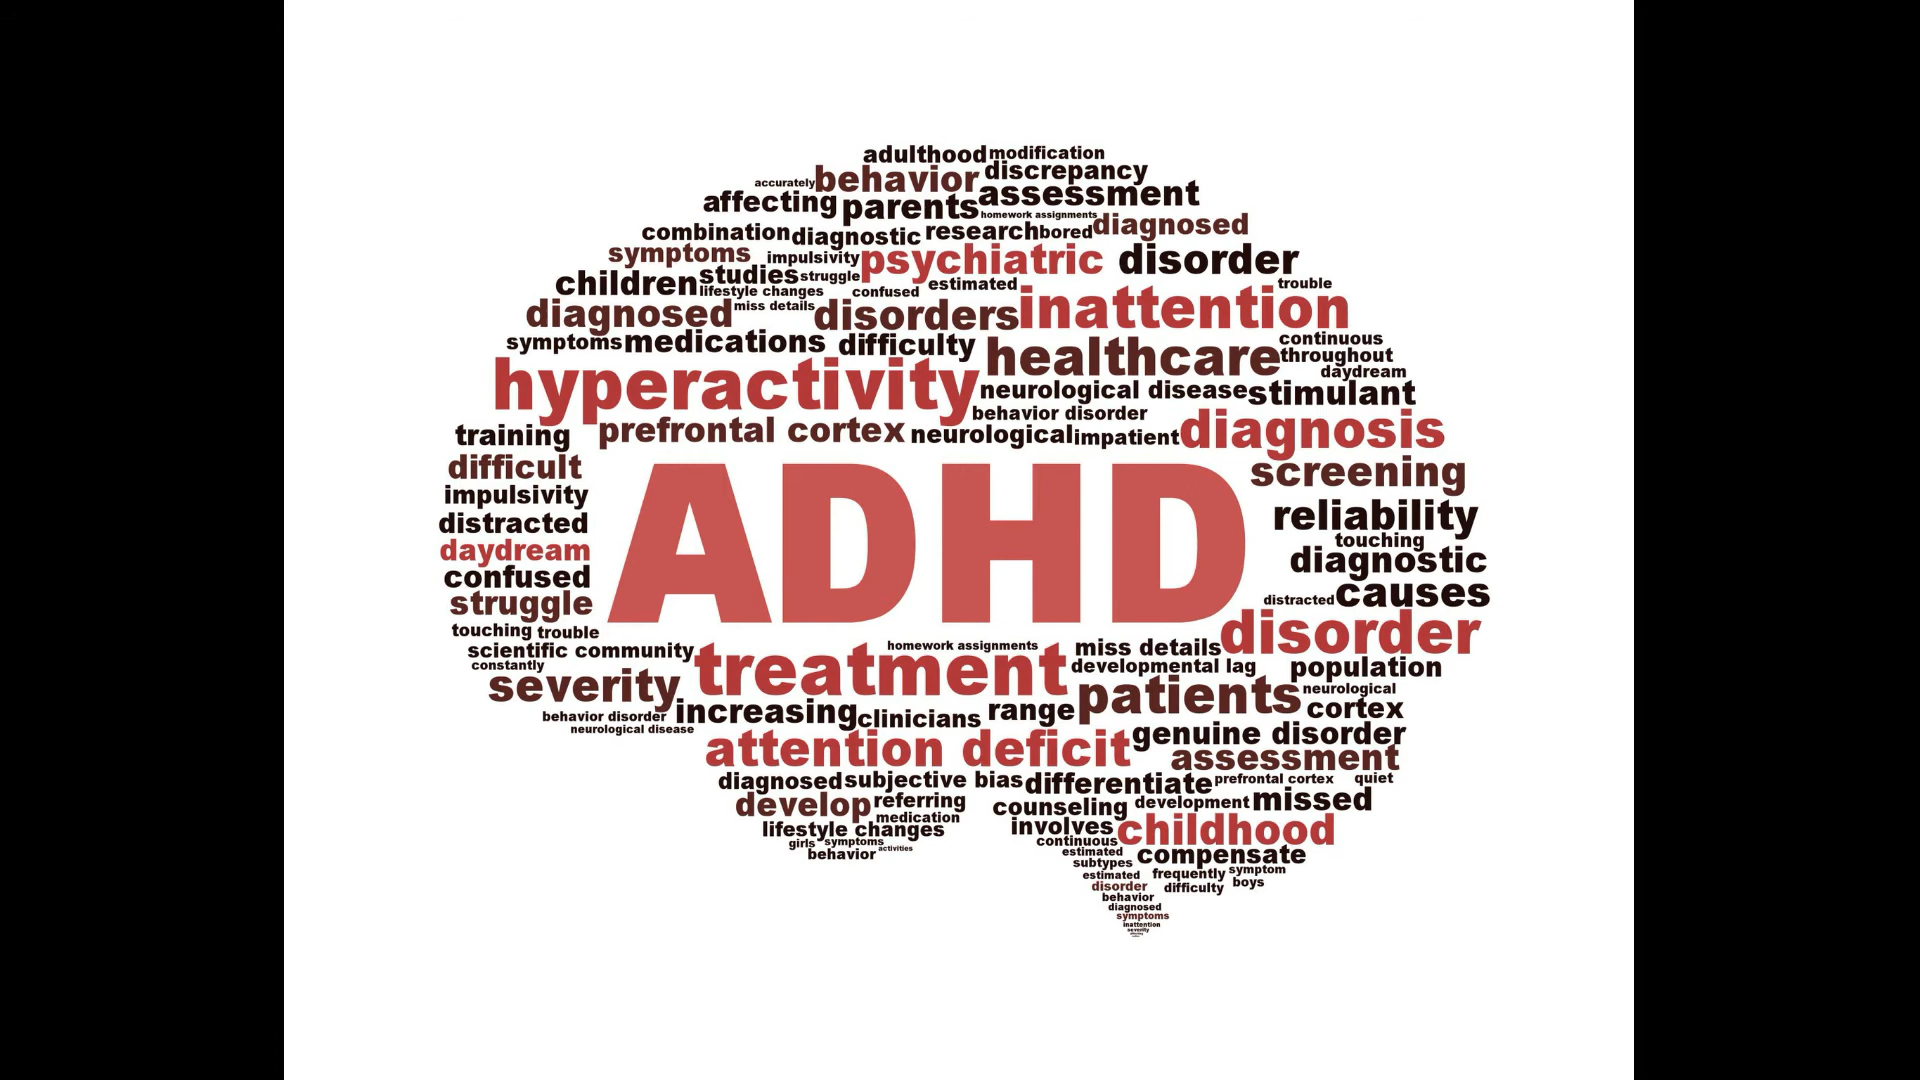 adulthood modification
accurately behavior discrepancy
affecting parents assessment
homework assignments
combination diagnostic research bored diagnosed
symptoms impulsivity psychiatric disorder
children studies struggle estimated trouble
lifestyle changes confused inattention
diagnosed miss details disorders
symptoms medications difficulty healthcare continuous
throughout
daydream
hyperactivity neurological disease stimulant
behavior disorder
training prefrontal cortex neurological impatient diagnosis
difficult screening
impulsivity
distracted reliability
ADHD
touching
daydream diagnostic
confused
struggle distracted causes
touching trouble disorder
scientific community homework assignments miss details
constantly treatment developmental lag population
severity patients neurological
behavior disorder increasing clinicians range cortex
neurological disease
attention deficit genuine disorder
assessment
diagnosed subjective bias differentiate prefrontal cortex quiet
develop referring counseling development missed
medication
lifestyle changes involves childhood
girls symptoms continuous
behavior activities estimated compensate
subtypes
estimated frequently symptom
disorder difficulty boys
behavior
diagnosed
symptoms
inattention
severity